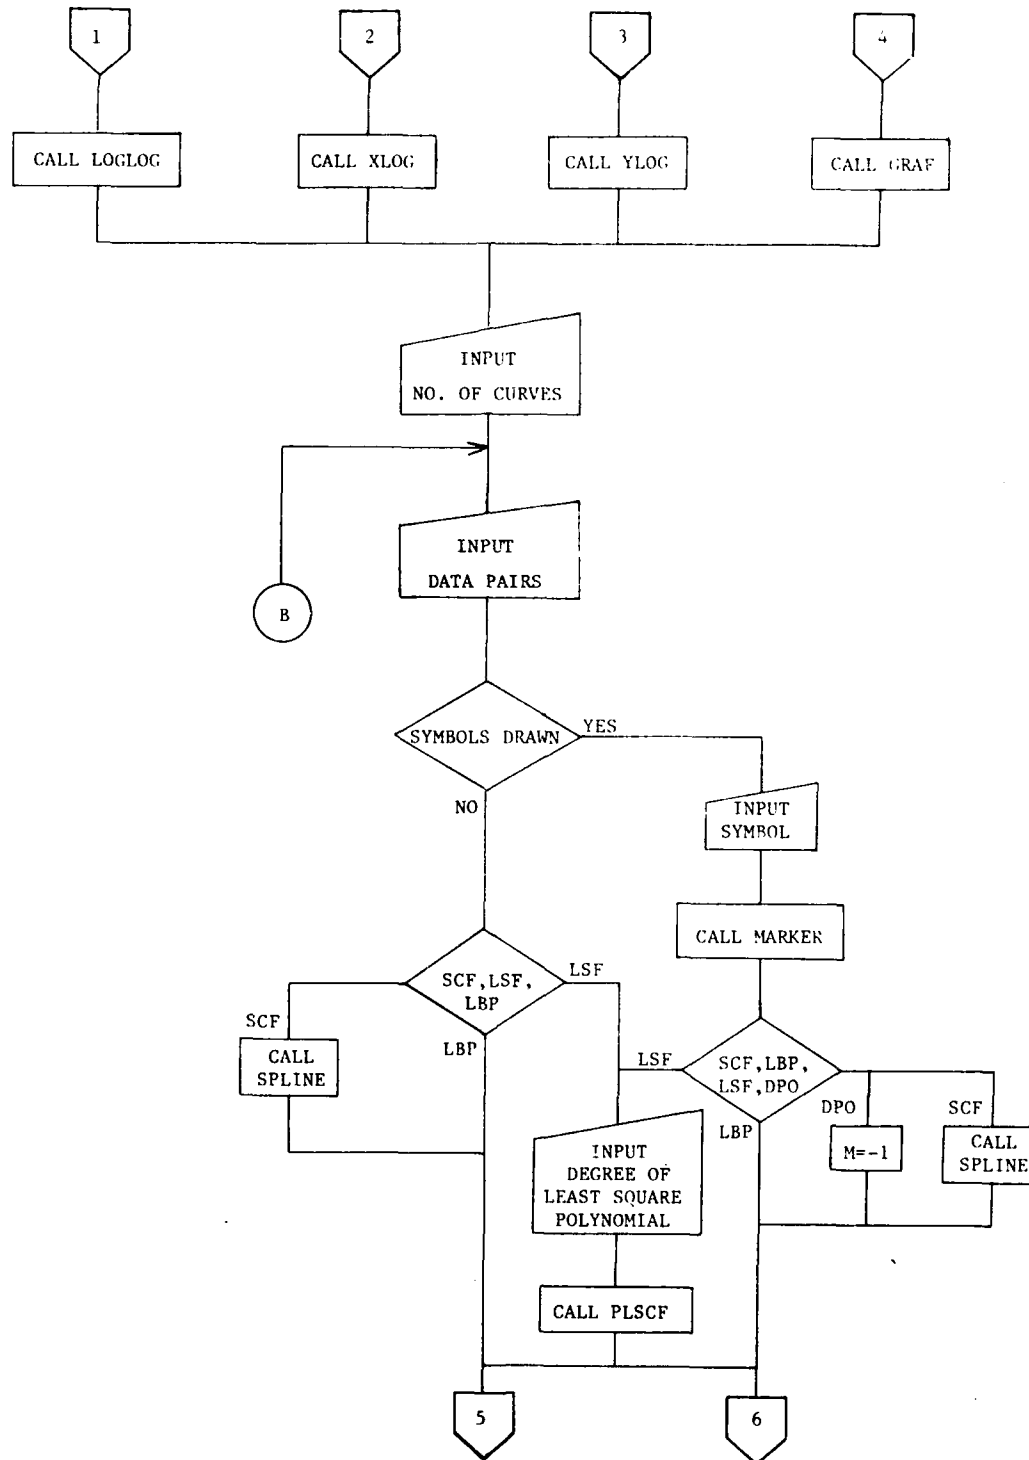 1
2
3
4
CALL LOGLOG
CALL XLOG
CALL YLOG
CALL GRAF
INPUT
NO. OF CURVES
INPUT
DATA PAIRS
B
SYMBOLS DRAWN
YES
NO
INPUT
SYMBOL
CALL MARKER
SCF,LSF,
LBP
LSF
SCF
LBP
CALL
SPLINE
LSF
SCF,LBP,
LSF,DPO
DPO
SCF
LBP
M=-1
CALL
SPLINE
INPUT
DEGREE OF
LEAST SQUARE
POLYNOMIAL
CALL PLSCF
5
6